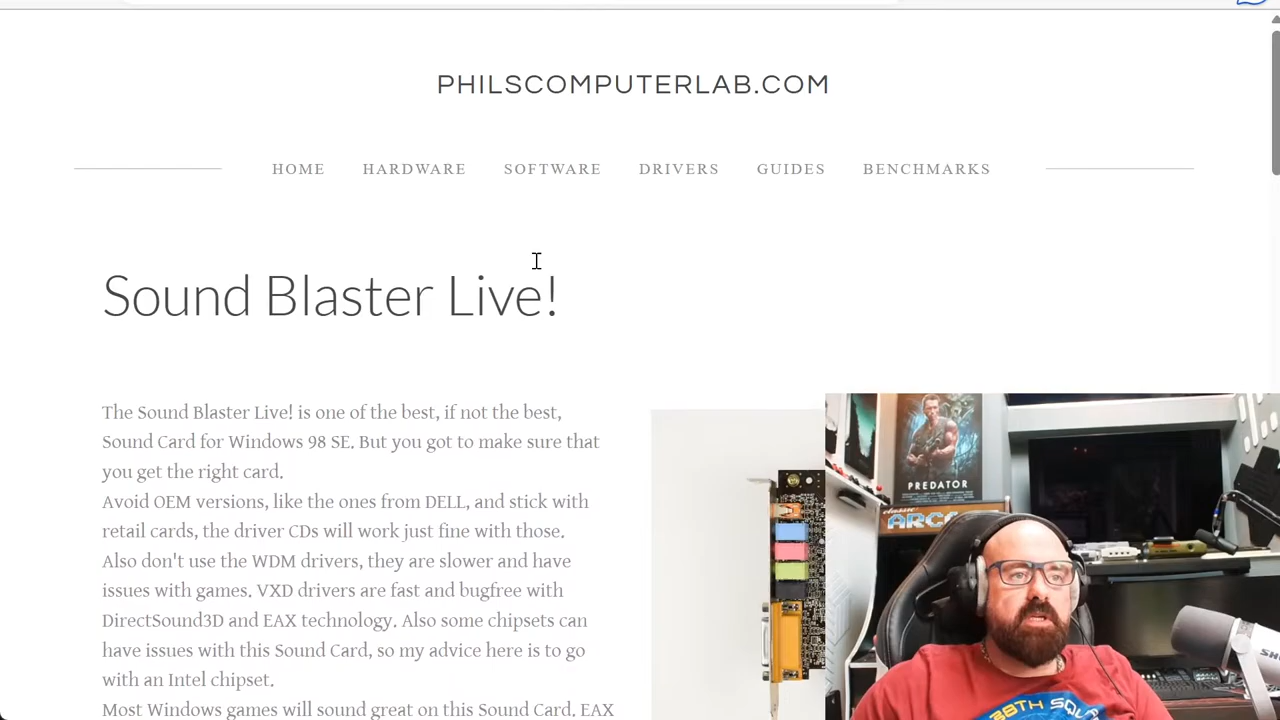 PHILSCOMPUTERLAB.COM
HOME HARDWARE SOFTWARE DRIVERS GUIDES BENCHMARKS
Sound Blaster Live!
The Sound Blaster Live! is one of the best, if not the best,
Sound Card for Windows 98 SE. But you got to make sure that
you get the right card.
Avoid OEM versions, like the ones from DELL, and stick with
retail cards, the driver CDs will work just fine with those.
Also don't use the WDM drivers, they are slower and have
issues with games. VXD drivers are fast and bugfree with
DirectSound3D and EAX technology. Also some chipsets can
have issues with this Sound Card, so my advice here is to go
with an Intel chipset.
Most Windows games will sound great on this Sound Card. EAX
PREDATOR
classic
ARC
38TH SQU
SH